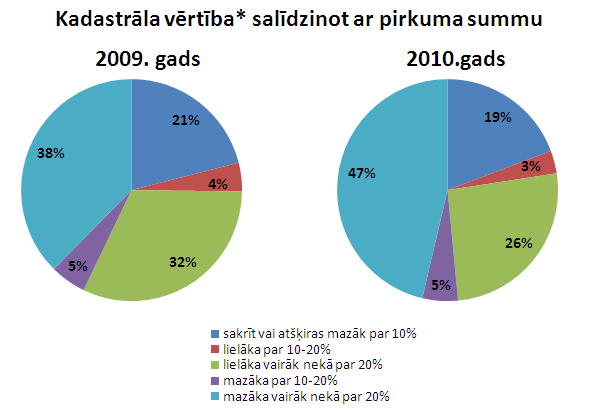 Kadastrāla vērtība* salīdzinot ar pirkuma summu
2009. gads
2010.gads
21%
4%
32%
5%
38%
19%
3%
26%
5%
47%
sakrīt vai atšķiras mazāk par 10%
lielāka par 10-20%
lielāka vairāk nekā par 20%
mazāka par 10-20%
mazāka vairāk nekā par 20%